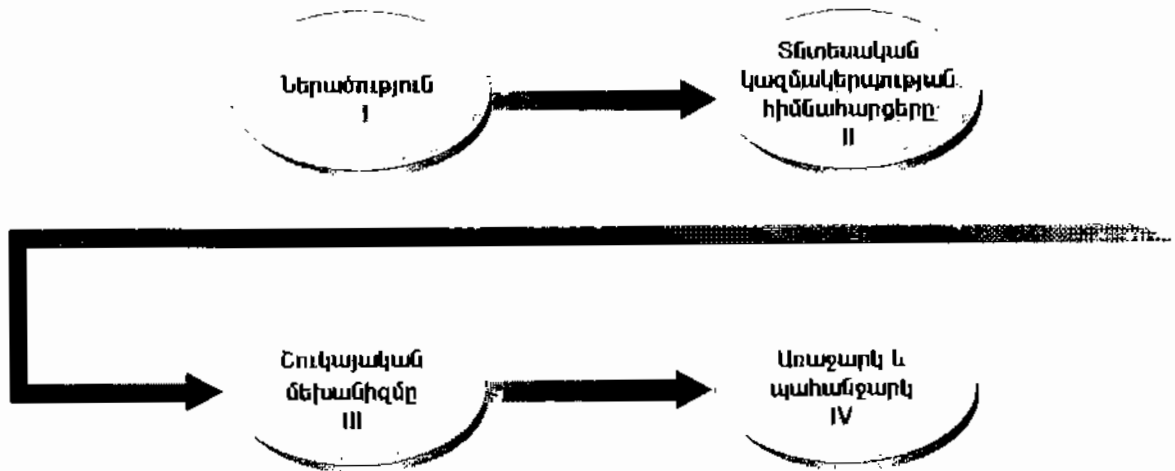 Ներածություն
I
Տնտեսական
կազմակերպության
հիմնահարցերը
II
Շուկայական
մեխանիզմը
III
Առաջարկ և
պահանջարկ
IV